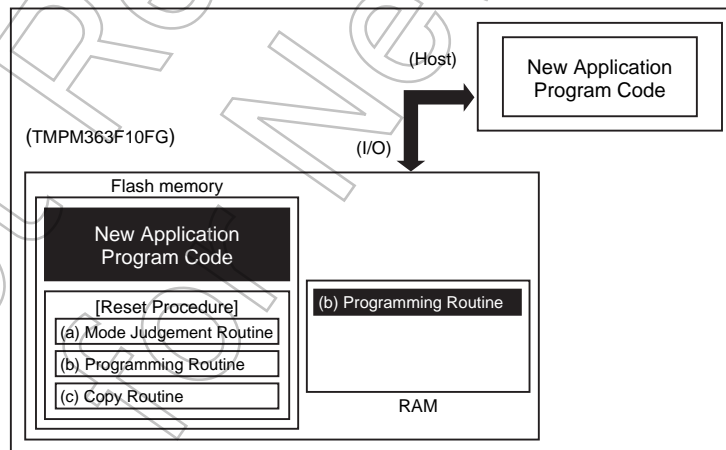 (Host)
New Application
Program Code
(TMPM363F10FG)
(I/O)
Flash memory
New Application
Program Code
[Reset Procedure]
(a) Mode Judgement Routine
(b) Programming Routine
(c) Copy Routine
(b) Programming Routine
RAM